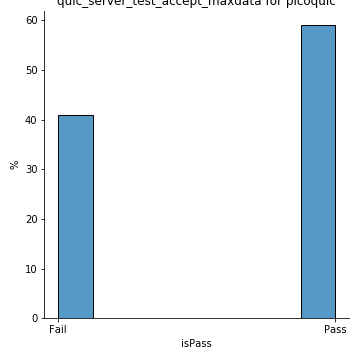 quic_server_test_accept_maxdata for picoquic
60
50
40
30
20
10
0
%
Fail
Pass
isPass